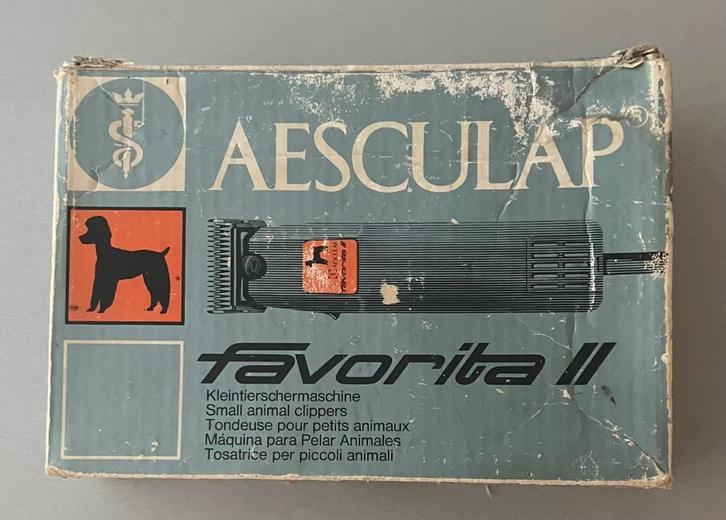 AESCULAP®
AESCULAP
favorita II
favorita II
Kleintierschermaschine
Small animal clippers
Tondeuse pour petits animaux
Máquina para Pelar Animales
Tosatrice per piccoli animali